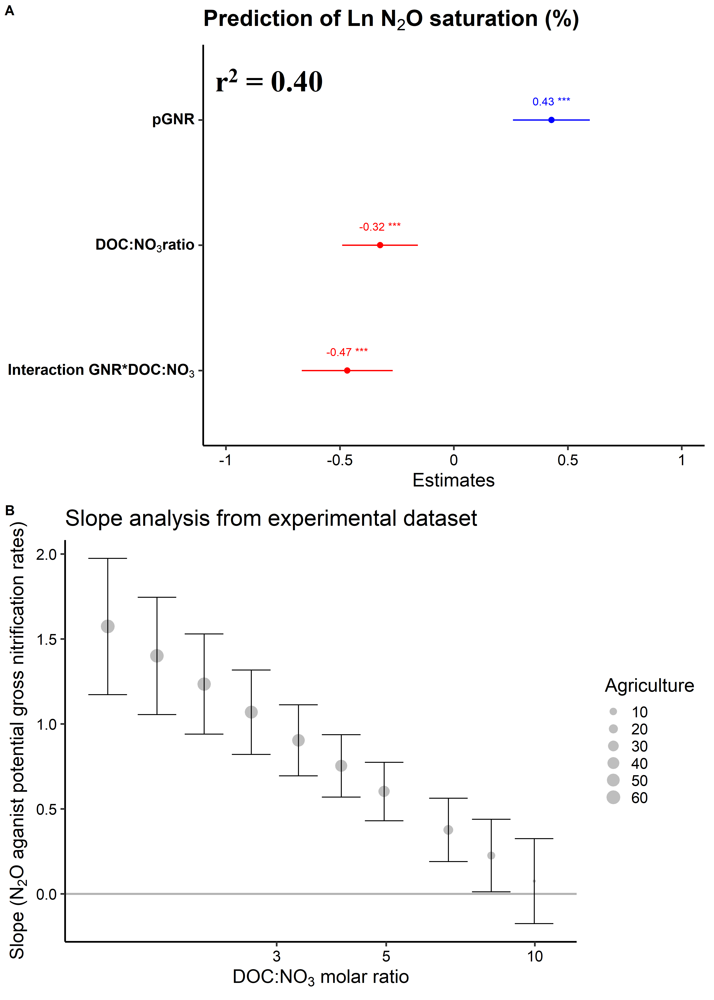 A
Prediction of Ln N₂O saturation (%)
r² = 0.40
pGNR
0.43 ***
DOC:NO₃ratio
-0.32 ***
Interaction GNR*DOC:NO₃
-0.47 ***
-1 -0.5 0 0.5 1
Estimates
B
Slope analysis from experimental dataset
Slope (N₂O aganist potential gross nitrification rates)
2.0
1.5
1.0
0.5
0.0
3 5 10
DOC:NO₃ molar ratio
Agriculture
10
20
30
40
50
60